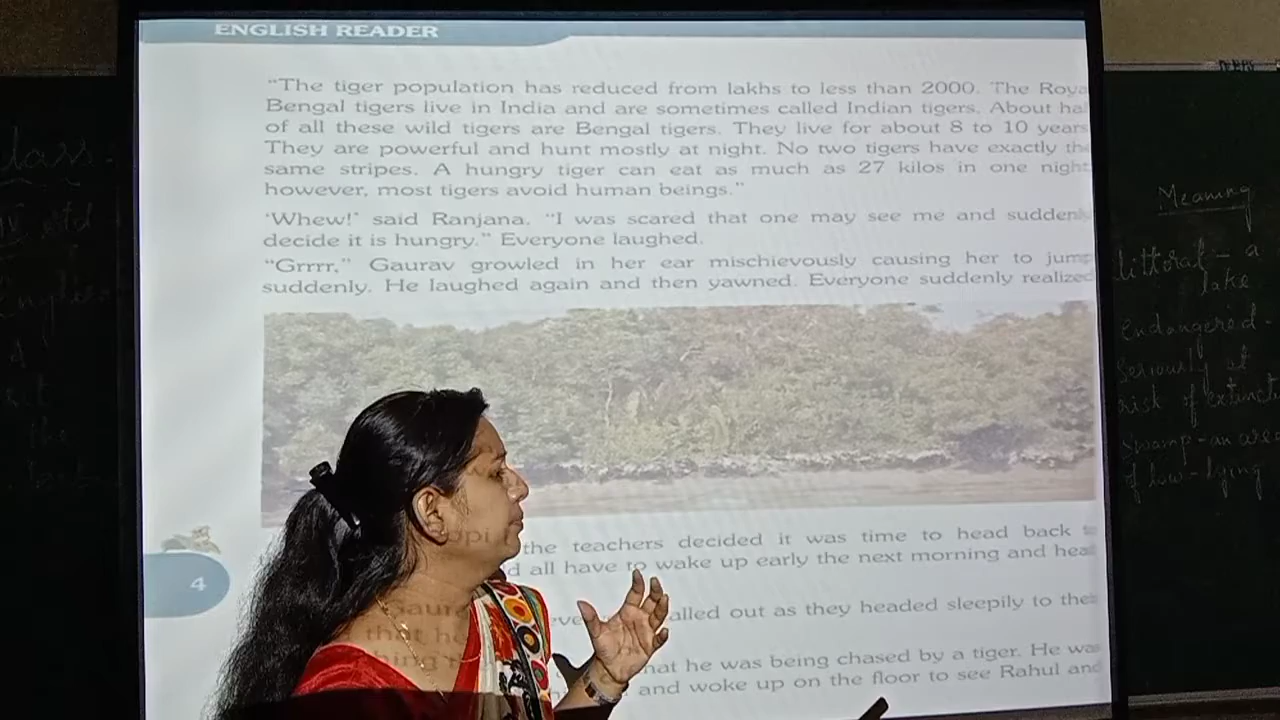 ENGLISH READER
"The tiger population has reduced from lakhs to less than 2000. The Roya
Bengal tigers live in India and are sometimes called Indian tigers. About ha
of all these wild tigers are Bengal tigers. They live for about 8 to 10 years
They are powerful and hunt mostly at night. No two tigers have exactly th
same stripes. A hungry tiger can eat as much as 27 kilos in one night
however, most tigers avoid human beings."
'Whew!' said Ranjana. "I was scared that one may see me and sudden
decide it is hungry." Everyone laughed.
"Grrrr," Gaurav growled in her ear mischievously causing her to jump
suddenly. He laughed again and then yawned. Everyone suddenly realized
the teachers decided it was time to head back
all have to wake up early the next morning and hea
alled out as they headed sleepily to the
that he was being chased by a tiger. He was
and woke up on the floor to see Rahul and
4
Meaning
littoral - a
lake
endangered -
seriously at
risk of extincti
swamp - an are
of low-lying